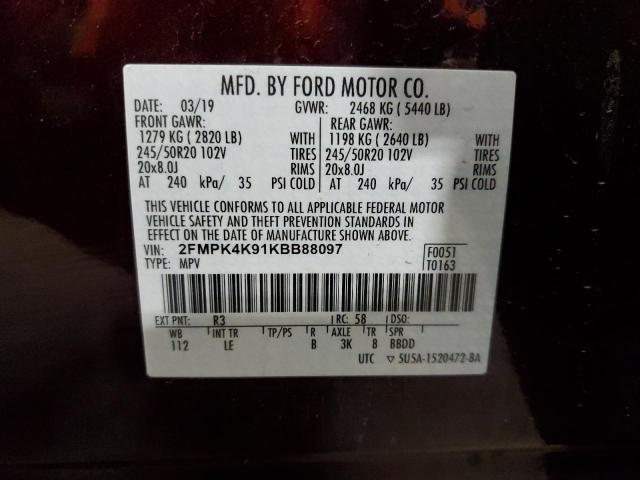 MFD. BY FORD MOTOR CO.
DATE: 03/19 GVWR: 2468 KG ( 5440 LB)
FRONT GAWR: REAR GAWR:
1279 KG ( 2820 LB) WITH 1198 KG ( 2640 LB) WITH
245/50R20 102V TIRES 245/50R20 102V TIRES
20x8.0J RIMS 20x8.0J RIMS
AT 240 kPa/ 35 PSI COLD AT 240 kPa/ 35 PSI COLD
THIS VEHICLE CONFORMS TO ALL APPLICABLE FEDERAL MOTOR
VEHICLE SAFETY AND THEFT PREVENTION STANDARDS IN
EFFECT ON THE DATE OF MANUFACTURE SHOWN ABOVE.
VIN: 2FMPK4K91KBB88097 F0051
TYPE: MPV T0163
EXT PNT: R3 RC: 58 DSO:
WB INT TR TP/PS R AXLE TR SPR
112 LE B 3K 8 BBDD
UTC ▽ 5U5A-1520472-BA